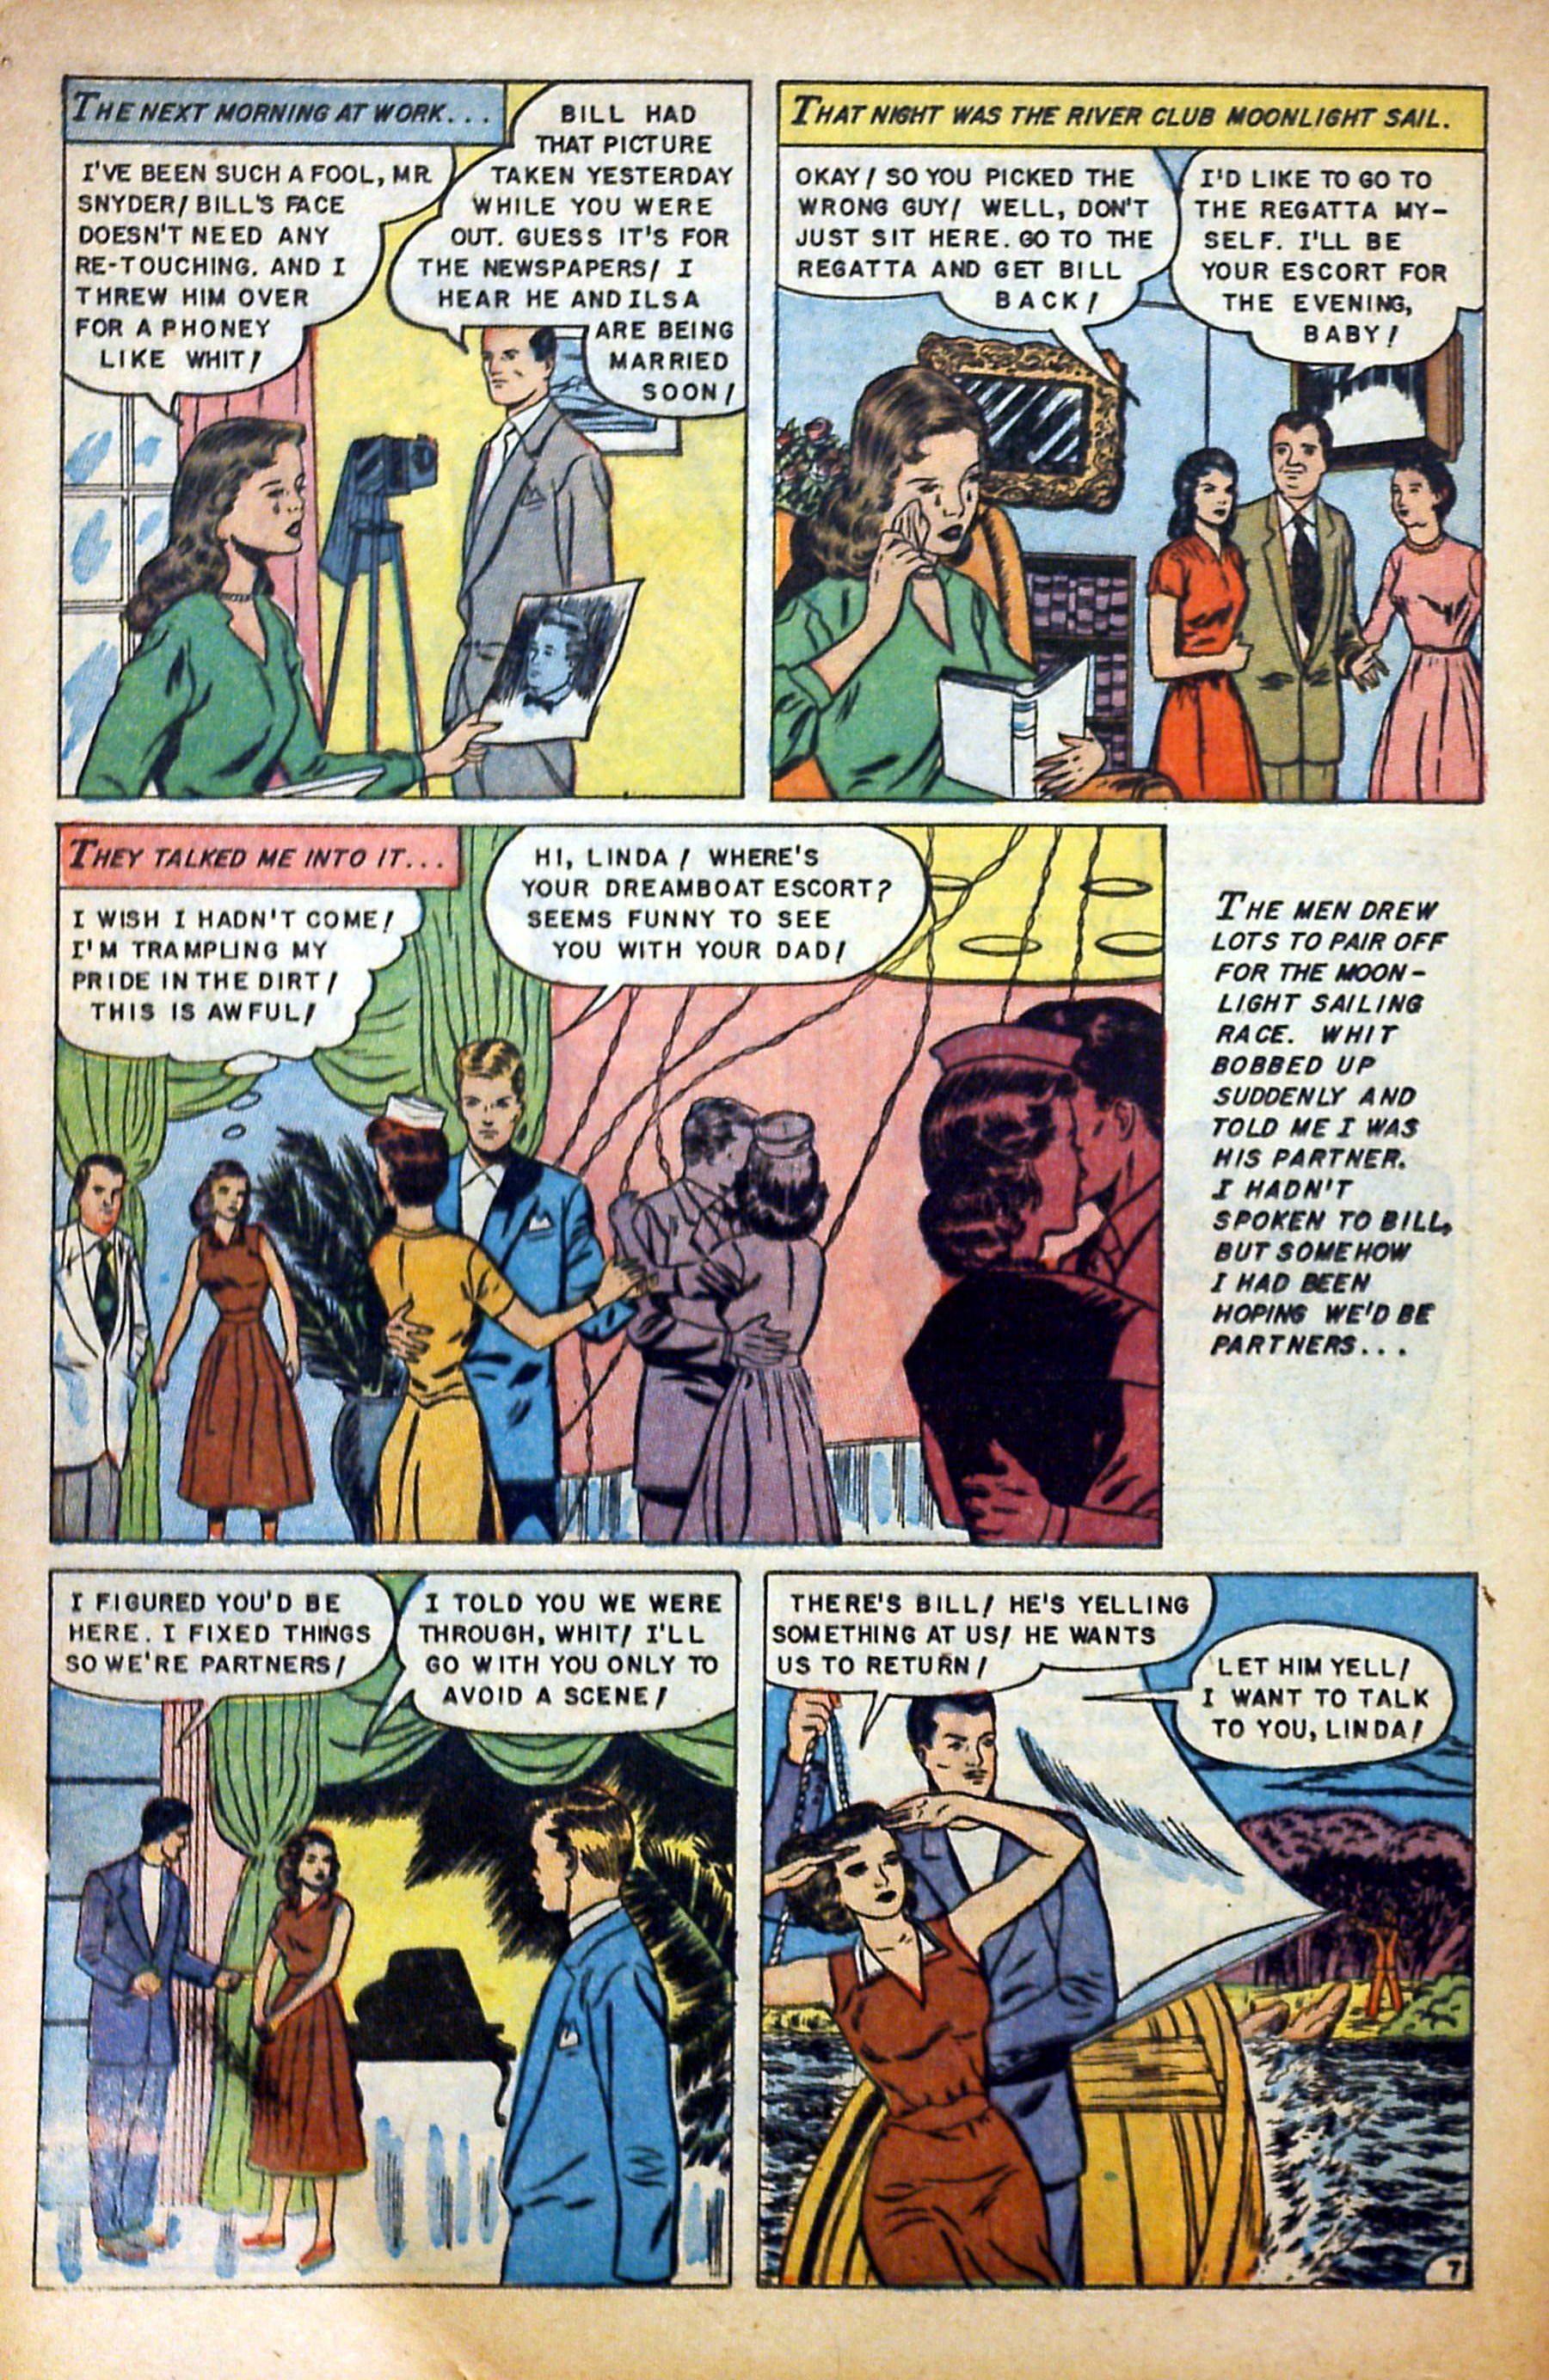 THE NEXT MORNING AT WORK...
I'VE BEEN SUCH A FOOL, MR.
SNYDER! BILL'S FACE
DOESN'T NEED ANY
RE-TOUCHING. AND I
THREW HIM OVER
FOR A PHONEY
LIKE WHIT!
BILL HAD
THAT PICTURE
TAKEN YESTERDAY
WHILE YOU WERE
OUT. GUESS IT'S FOR
THE NEWSPAPERS! I
HEAR HE AND ILSA
ARE BEING
MARRIED
SOON!
THAT NIGHT WAS THE RIVER CLUB MOONLIGHT SAIL.
OKAY! SO YOU PICKED THE
WRONG GUY! WELL, DON'T
JUST SIT HERE. GO TO THE
REGATTA AND GET BILL
BACK!
I'D LIKE TO GO TO
THE REGATTA MY-
SELF. I'LL BE
YOUR ESCORT FOR
THE EVENING,
BABY!
THEY TALKED ME INTO IT...
I WISH I HADN'T COME!
I'M TRAMPLING MY
PRIDE IN THE DIRT!
THIS IS AWFUL!
HI, LINDA! WHERE'S
YOUR DREAMBOAT ESCORT?
SEEMS FUNNY TO SEE
YOU WITH YOUR DAD!
THE MEN DREW
LOTS TO PAIR OFF
FOR THE MOON-
LIGHT SAILING
RACE. WHIT
BOBBED UP
SUDDENLY AND
TOLD ME I WAS
HIS PARTNER.
I HADN'T
SPOKEN TO BILL,
BUT SOMEHOW
I HAD BEEN
HOPING WE'D BE
PARTNERS...
I FIGURED YOU'D BE
HERE. I FIXED THINGS
SO WE'RE PARTNERS!
I TOLD YOU WE WERE
THROUGH, WHIT! I'LL
GO WITH YOU ONLY TO
AVOID A SCENE!
THERE'S BILL! HE'S YELLING
SOMETHING AT US! HE WANTS
US TO RETURN!
LET HIM YELL!
I WANT TO TALK
TO YOU, LINDA!
7